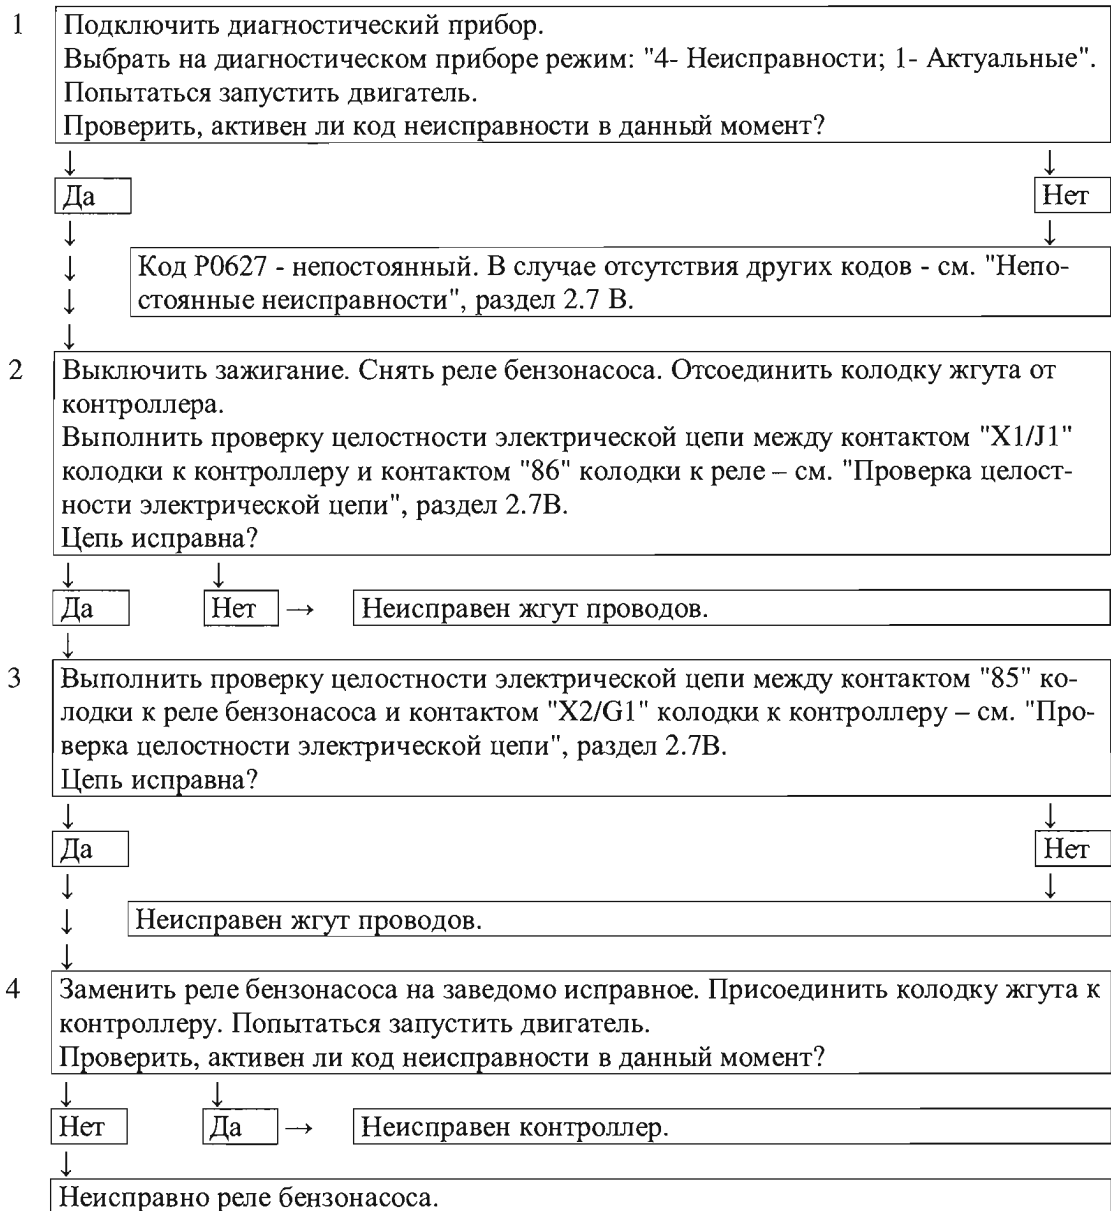 1 Подключить диагностический прибор.
Выбрать на диагностическом приборе режим: "4- Неисправности; 1- Актуальные".
Попытаться запустить двигатель.
Проверить, активен ли код неисправности в данный момент?
↓ ↓
Да Нет
↓ ↓
↓ Код P0627 - непостоянный. В случае отсутствия других кодов - см. "Непо-
↓ стоянные неисправности", раздел 2.7 В.
↓
2 Выключить зажигание. Снять реле бензонасоса. Отсоединить колодку жгута от
контроллера.
Выполнить проверку целостности электрической цепи между контактом "X1/J1"
колодки к контроллеру и контактом "86" колодки к реле – см. "Проверка целост-
ности электрической цепи", раздел 2.7В.
Цепь исправна?
↓ ↓
Да Нет → Неисправен жгут проводов.
↓
3 Выполнить проверку целостности электрической цепи между контактом "85" ко-
лодки к реле бензонасоса и контактом "X2/G1" колодки к контроллеру – см. "Про-
верка целостности электрической цепи", раздел 2.7В.
Цепь исправна?
↓ ↓
Да Нет
↓ ↓
↓ Неисправен жгут проводов.
↓
4 Заменить реле бензонасоса на заведомо исправное. Присоединить колодку жгута к
контроллеру. Попытаться запустить двигатель.
Проверить, активен ли код неисправности в данный момент?
↓ ↓
Нет Да → Неисправен контроллер.
↓
Неисправно реле бензонасоса.